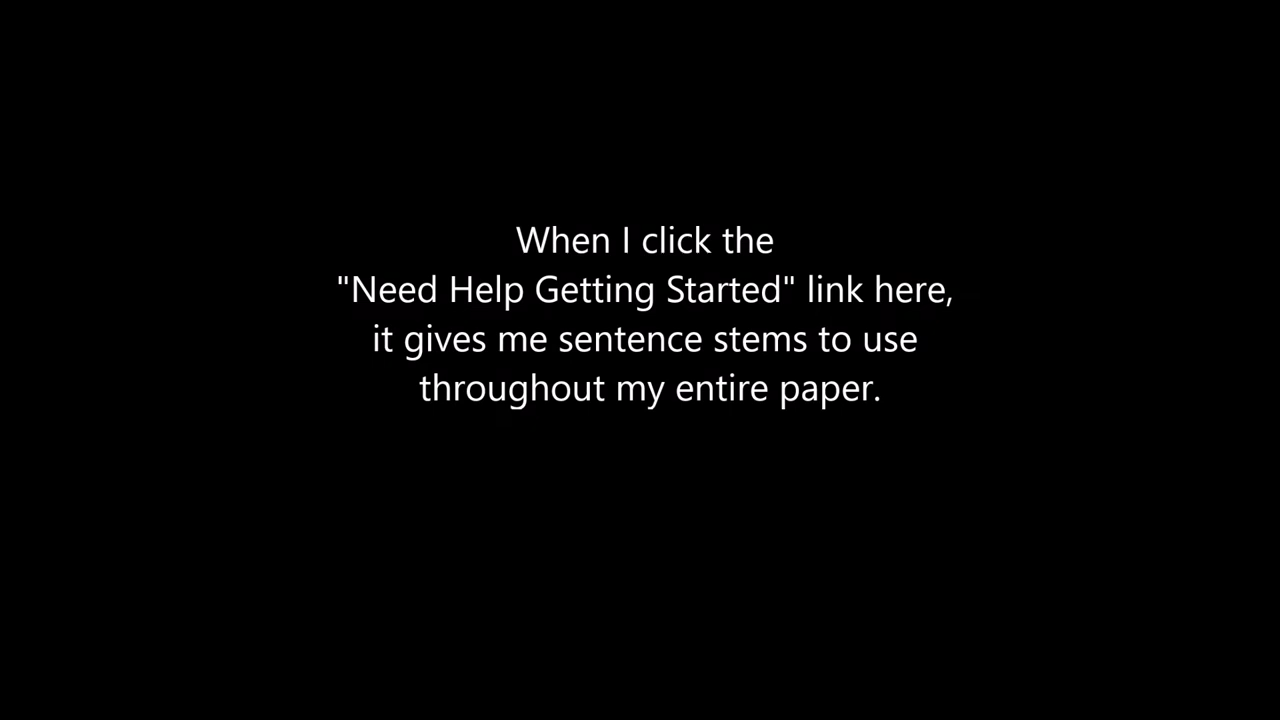 When I click the
"Need Help Getting Started" link here,
it gives me sentence stems to use
throughout my entire paper.